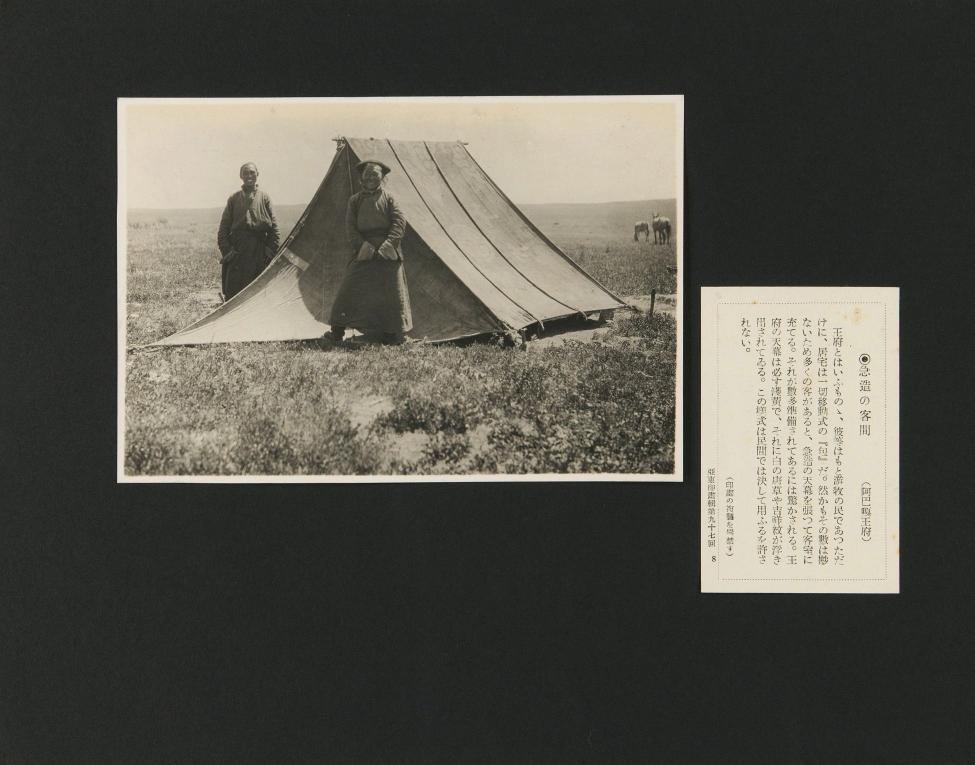 ◉急造の客間
（阿巴嘎王府）
王府とはいふものゝ、彼等はもと游牧の民であつただ
けに、居宅は一切移動式の『包』だ。然かもその數は尠
ないため多くの客があると、急造の天幕を張つて客室に
充てる。それが數多準備されてあるには驚かされる。王
府の天幕は必す淺黄で、それに白の唐草や吉祥紋が浮き
出されてゐる。この様式は民間では決して用ふるを許さ
れない。
（印畫の複製を嚴禁す）
亞東印畫輯第九十七回 8